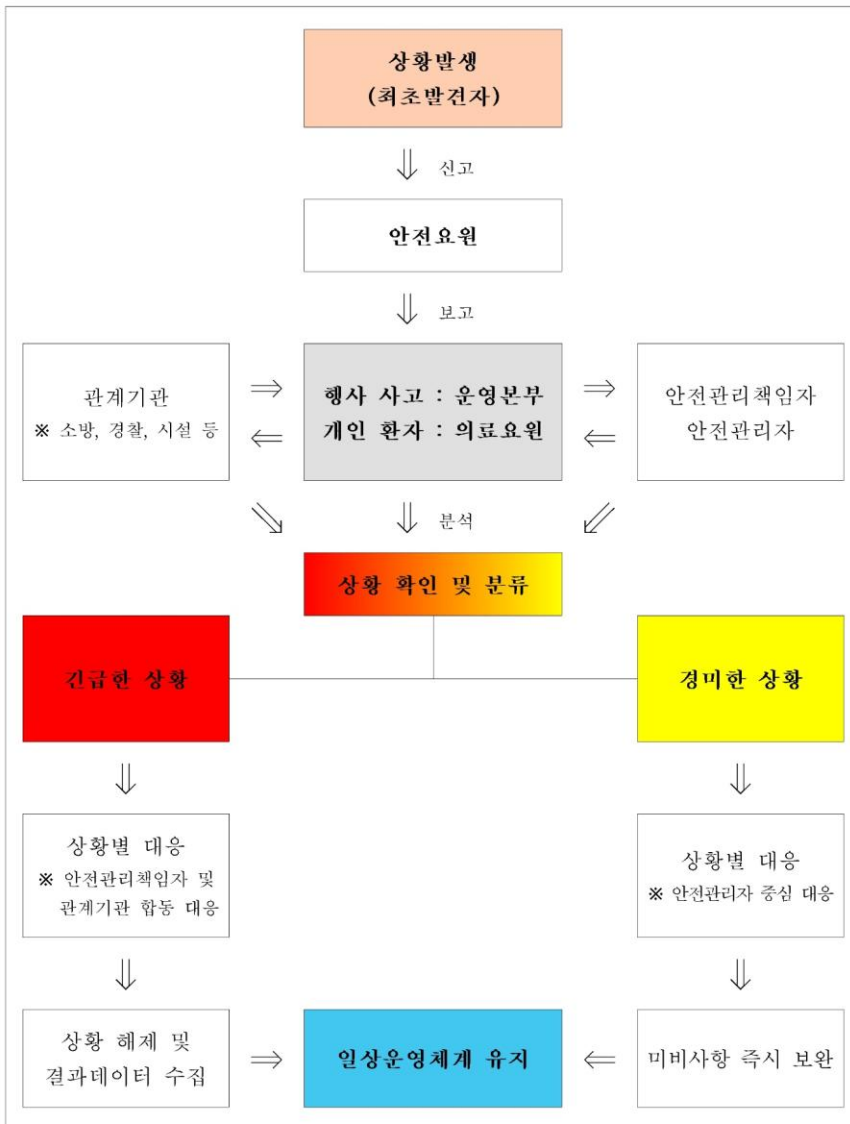 상황발생
(최초발견자)
신고
안전요원
보고
관계기관
※ 소방, 경찰, 시설 등
행사 사고 : 운영본부
개인 환자 : 의료요원
안전관리책임자
안전관리자
분석
상황 확인 및 분류
긴급한 상황
경미한 상황
상황별 대응
※ 안전관리책임자 및
관계기관 합동 대응
상황별 대응
※ 안전관리자 중심 대응
상황 해제 및
결과데이터 수집
일상운영체계 유지
미비사항 즉시 보완